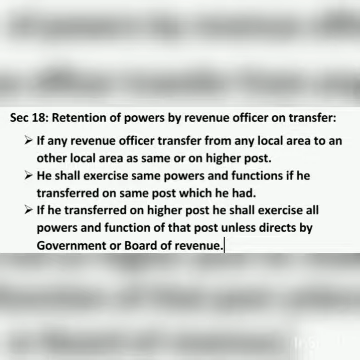 Sec 18: Retention of powers by revenue officer on transfer:
➢ If any revenue officer transfer from any local area to an
other local area as same or on higher post.
➢ He shall exercise same powers and functions if he
transferred on same post which he had.
➢ If he transferred on higher post he shall exercise all
powers and function of that post unless directs by
Government or Board of revenue.